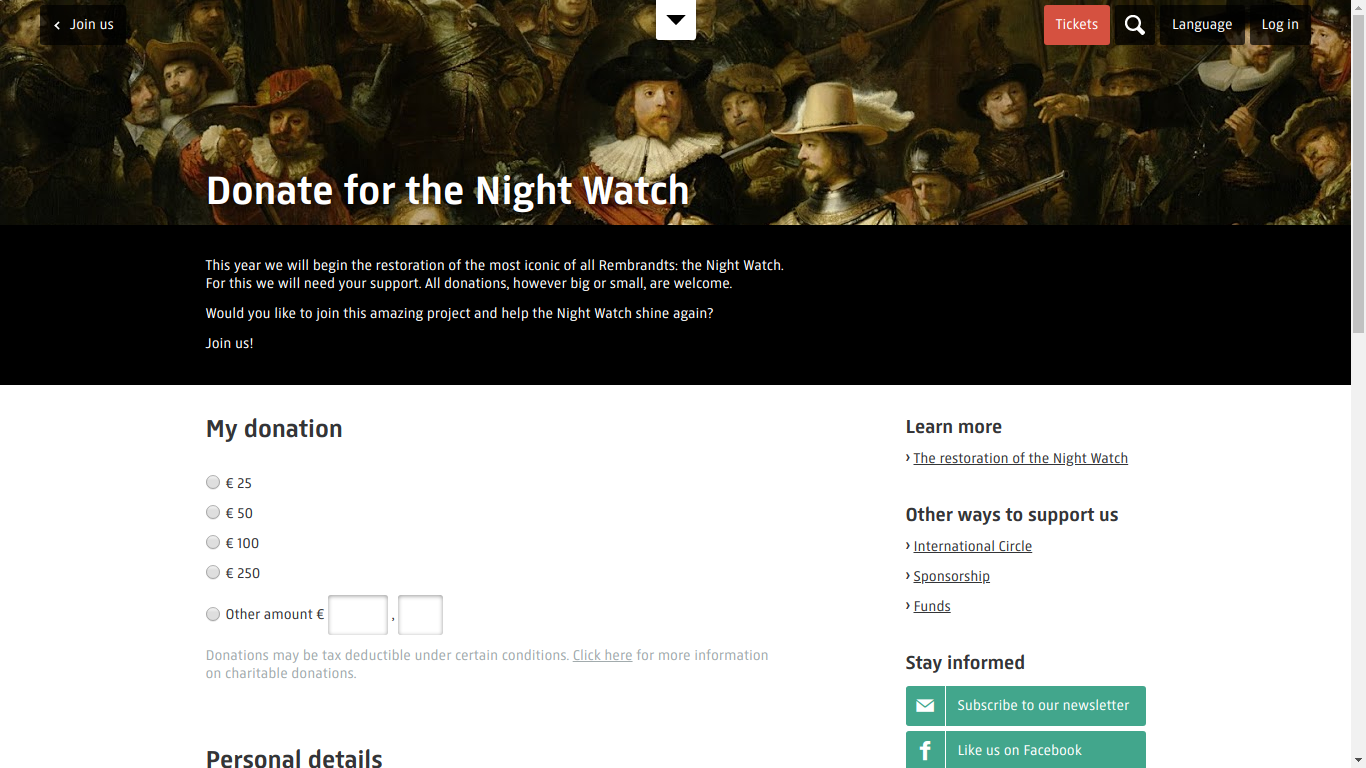 Join us
Tickets
Language
Log in
Donate for the Night Watch
This year we will begin the restoration of the most iconic of all Rembrandts: the Night Watch.
For this we will need your support. All donations, however big or small, are welcome.
Would you like to join this amazing project and help the Night Watch shine again?
Join us!
My donation
€ 25
€ 50
€ 100
€ 250
Other amount € ,
Donations may be tax deductible under certain conditions. Click here for more information
on charitable donations.
Personal details
Learn more
› The restoration of the Night Watch
Other ways to support us
› International Circle
› Sponsorship
› Funds
Stay informed
Subscribe to our newsletter
Like us on Facebook